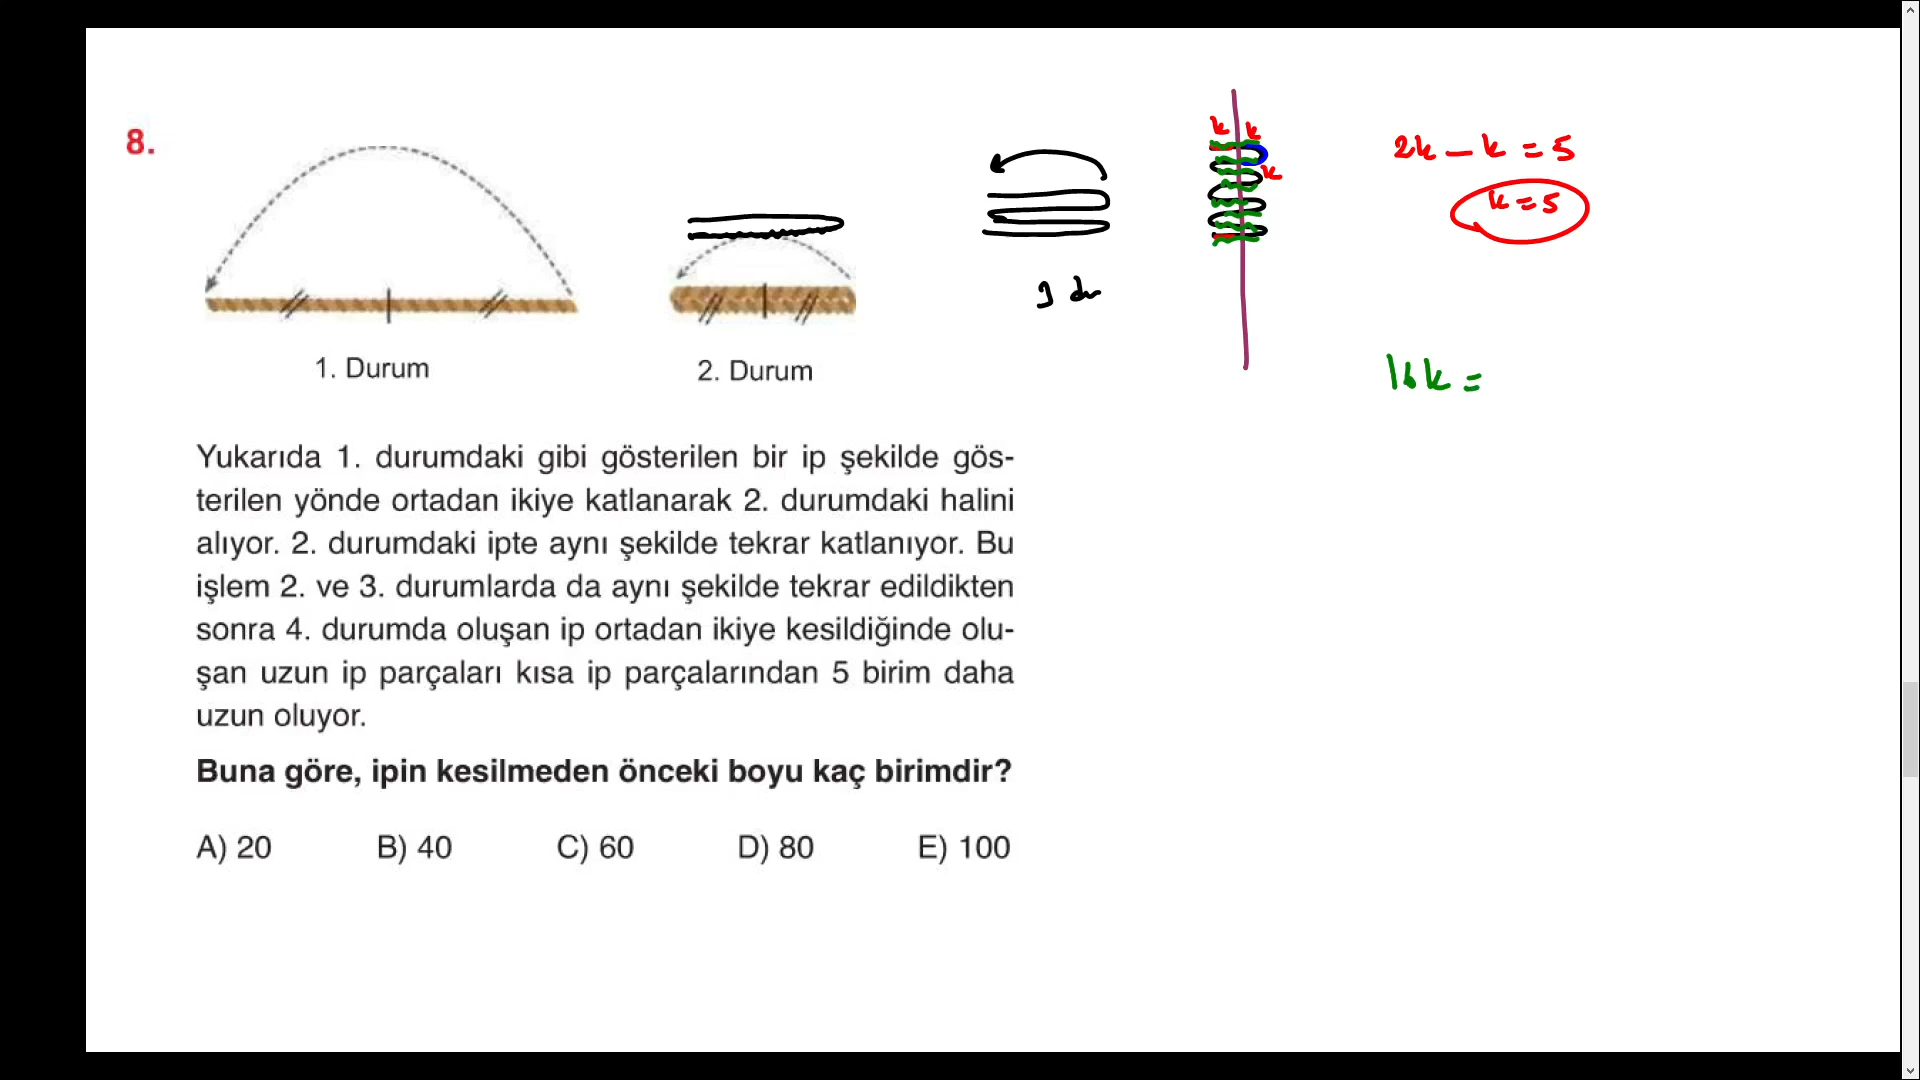 8.
k k
k
2k - k = 5
k = 5
16k =
1. Durum
2. Durum
Yukarıda 1. durumdaki gibi gösterilen bir ip şekilde gös-
terilen yönde ortadan ikiye katlanarak 2. durumdaki halini
alıyor. 2. durumdaki ipte aynı şekilde tekrar katlanıyor. Bu
işlem 2. ve 3. durumlarda da aynı şekilde tekrar edildikten
sonra 4. durumda oluşan ip ortadan ikiye kesildiğinde olu-
şan uzun ip parçaları kısa ip parçalarından 5 birim daha
uzun oluyor.
Buna göre, ipin kesilmeden önceki boyu kaç birimdir?
A) 20 B) 40 C) 60 D) 80 E) 100